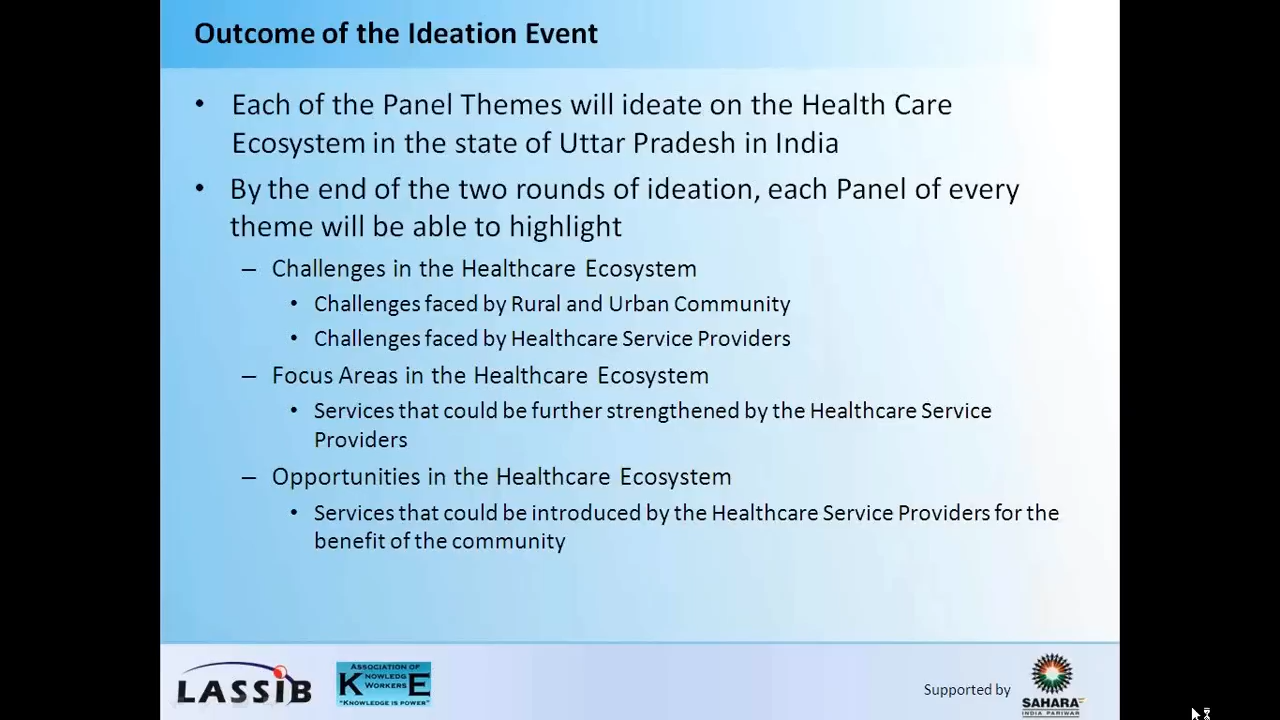 Outcome of the Ideation Event
• Each of the Panel Themes will ideate on the Health Care
Ecosystem in the state of Uttar Pradesh in India
• By the end of the two rounds of ideation, each Panel of every
theme will be able to highlight
– Challenges in the Healthcare Ecosystem
• Challenges faced by Rural and Urban Community
• Challenges faced by Healthcare Service Providers
– Focus Areas in the Healthcare Ecosystem
• Services that could be further strengthened by the Healthcare Service
Providers
– Opportunities in the Healthcare Ecosystem
• Services that could be introduced by the Healthcare Service Providers for the
benefit of the community
LASSIB
ASSOCIATION OF
KNOWLEDGE
WORKERS
"KNOWLEDGE IS POWER"
Supported by
SAHARA
INDIA PARIWAR